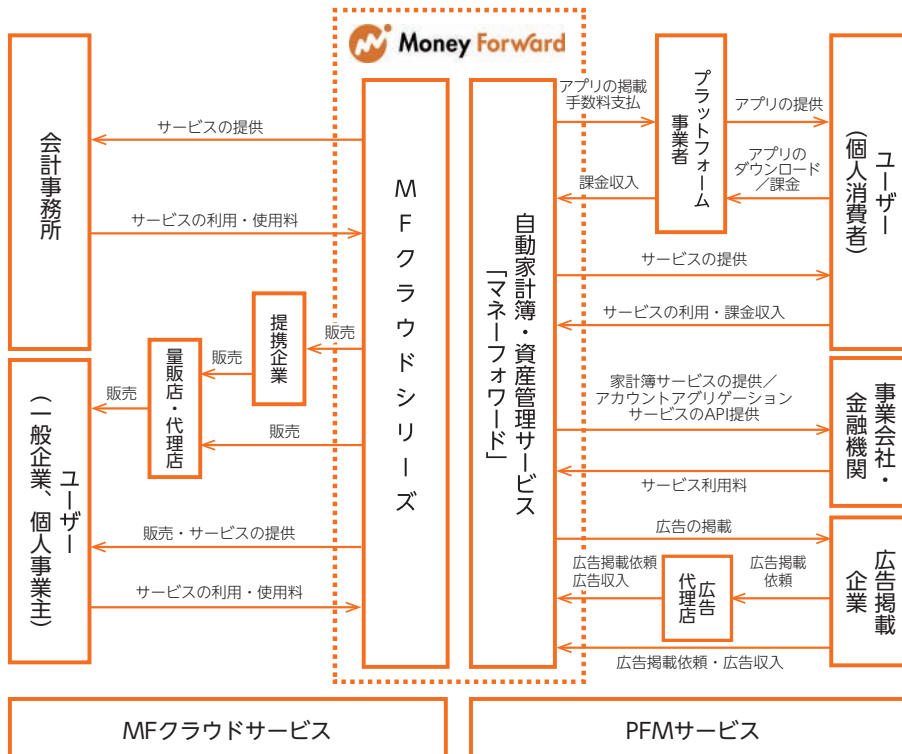 Money Forward
会計事務所
サービスの提供
サービスの利用・使用料
提携企業
量販店・代理店
販売
販売
販売
販売
ユーザー
（一般企業、個人事業主）
販売・サービスの提供
サービスの利用・使用料
MFクラウドシリーズ
自動家計簿・資産管理サービス
「マネーフォワード」
アプリの掲載
手数料支払
課金収入
プラットフォーム
事業者
アプリの提供
アプリの
ダウンロード
／課金
ユーザー
（個人消費者）
サービスの提供
サービスの利用・課金収入
家計簿サービスの提供／
アカウントアグリゲーション
サービスのAPI提供
サービス利用料
事業会社・
金融機関
広告の掲載
広告掲載依頼
広告収入
広告
代理店
広告掲載
依頼
広告掲載依頼・広告収入
広告掲載
企業
MFクラウドサービス
PFMサービス